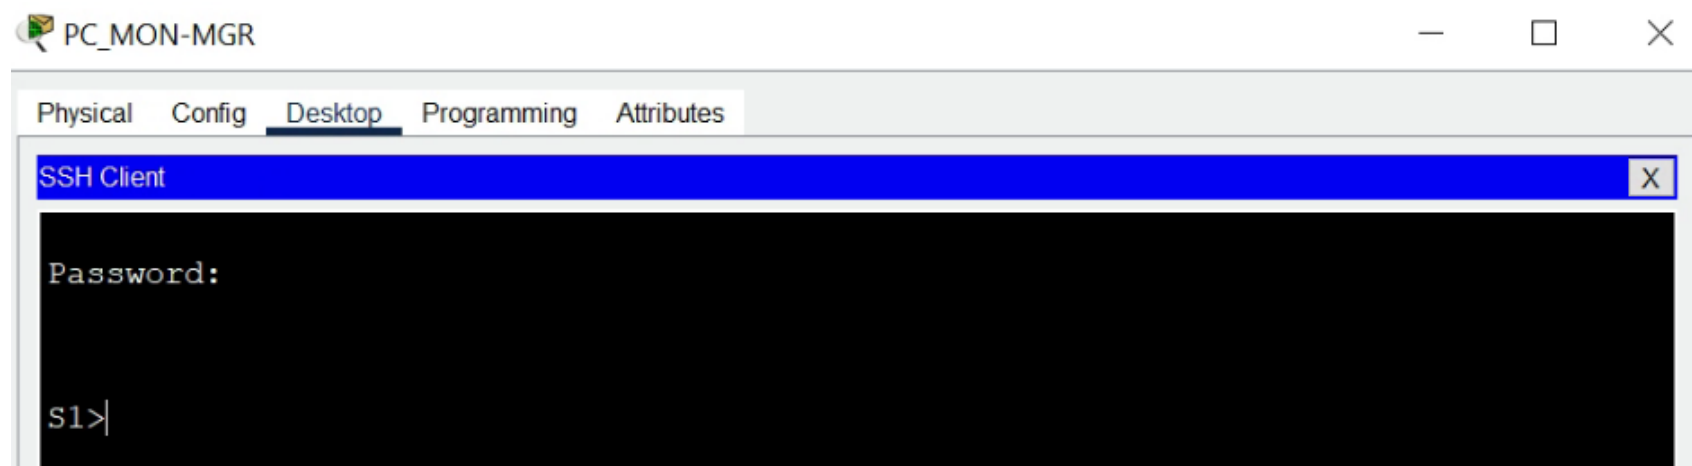 PC_MON-MGR
Physical Config Desktop Programming Attributes
SSH Client X
Password:
S1>